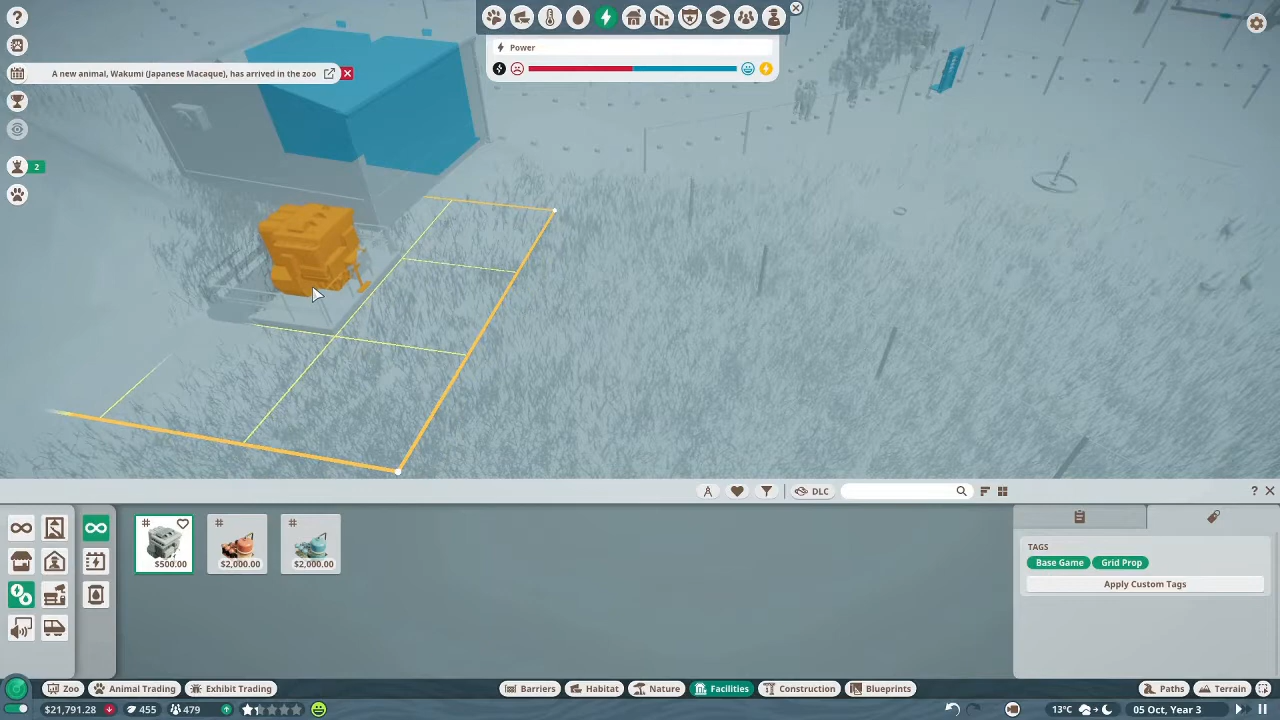 ?
Power
A new animal, Wakumi (Japanese Macaque), has arrived in the zoo
2
DLC
?
$500.00
$2,000.00
$2,000.00
TAGS
Base Game
Grid Prop
Apply Custom Tags
Zoo
Animal Trading
Exhibit Trading
Barriers
Habitat
Nature
Facilities
Construction
Blueprints
Paths
Terrain
$21,791.28
455
479
13°C
05 Oct, Year 3